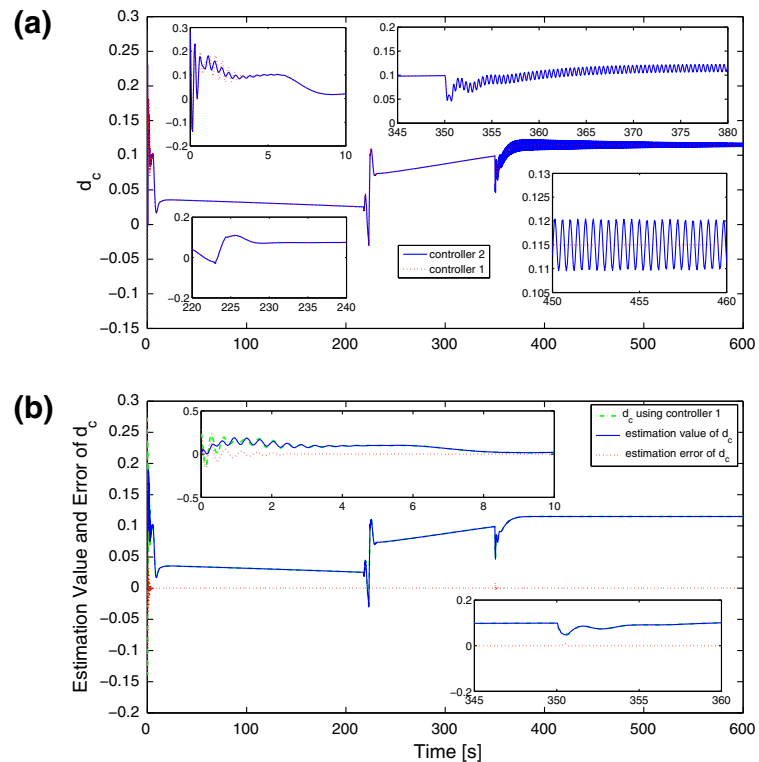 (a)
d_c
0.3
0.25
0.2
0.15
0.1
0.05
0
−0.05
−0.1
−0.15
0 100 200 300 400 500 600
0.3
0.2
0.1
0
−0.1
−0.2
0 5 10
0.2
0.15
0.1
0.05
0
345 350 355 360 365 370 375 380
0.2
0
−0.2
220 225 230 235 240
controller 2
controller 1
0.13
0.125
0.12
0.115
0.11
0.105
450 455 460
(b)
Estimation Value and Error of d_c
0.3
0.25
0.2
0.15
0.1
0.05
0
−0.05
−0.1
−0.15
−0.2
0 100 200 300 400 500 600
Time [s]
0.5
0
−0.5
0 2 4 6 8 10
d_c using controller 1
estimation value of d_c
estimation error of d_c
0.2
0
−0.2
345 350 355 360